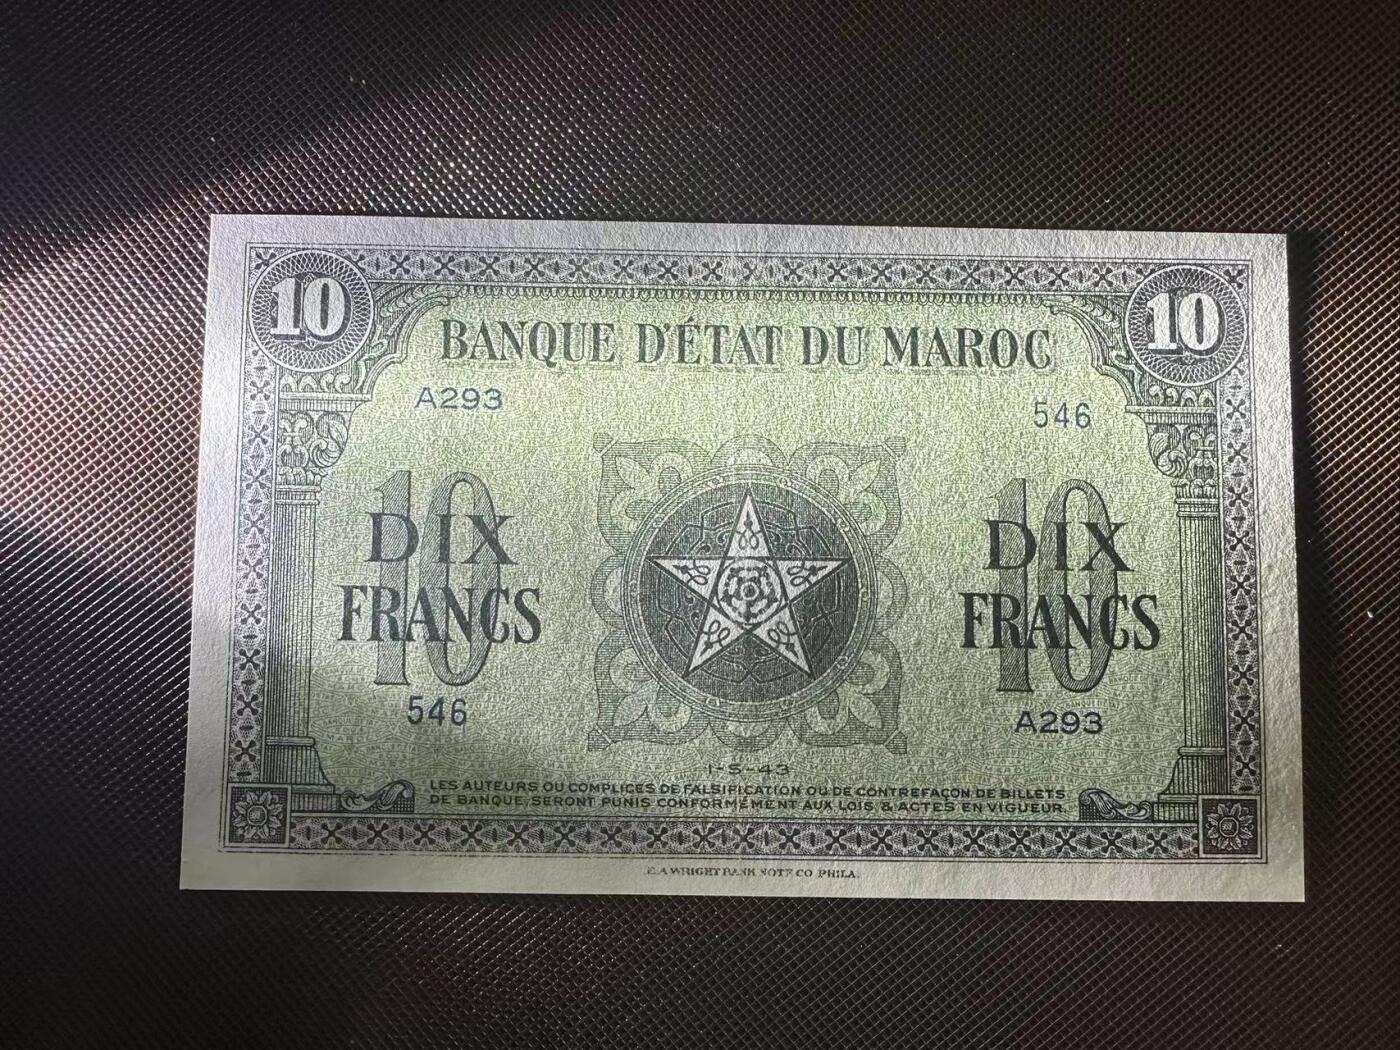 10 10
BANQUE D'ÉTAT DU MAROC
A293 546
10 10
DIX DIX
FRANCS FRANCS
546 A293
1-5-43
LES AUTEURS OU COMPLICES DE FALSIFICATION OU DE CONTREFAÇON DE BILLETS
DE BANQUE SERONT PUNIS CONFORMÉMENT AUX LOIS & ACTES EN VIGUEUR.
E.A.WRIGHT BANK NOTE CO PHILA.